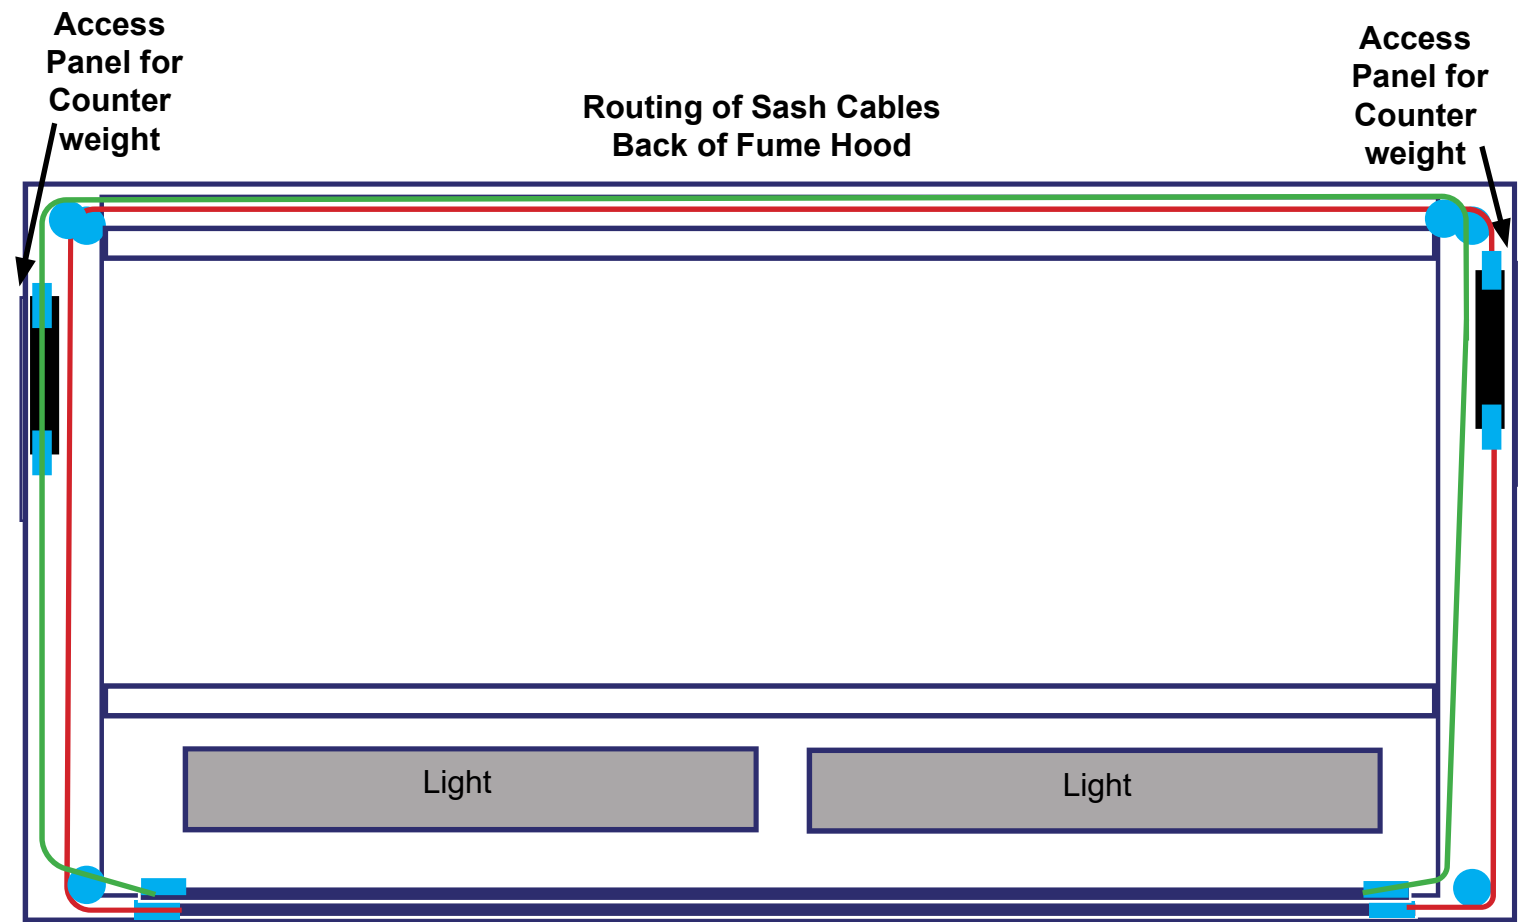 Access
Panel for
Counter
weight
Routing of Sash Cables
Back of Fume Hood
Access
Panel for
Counter
weight
Light
Light